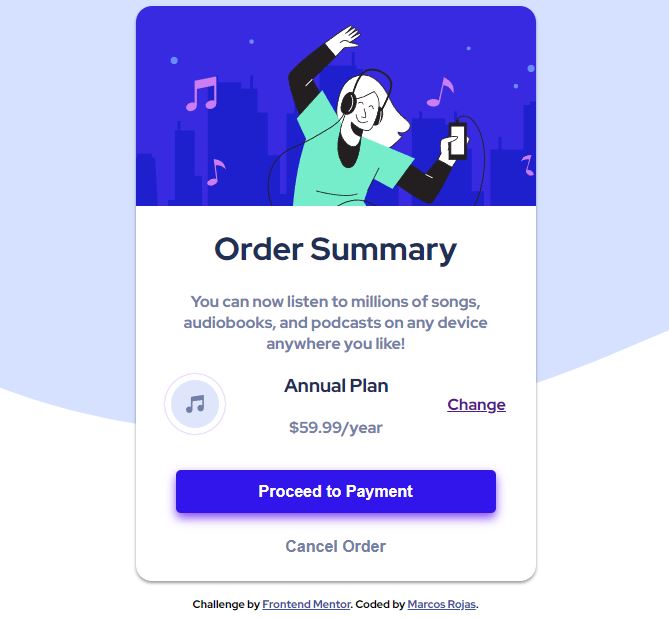 Order Summary
You can now listen to millions of songs,
audiobooks, and podcasts on any device
anywhere you like!
Annual Plan
$59.99/year
Change
Proceed to Payment
Cancel Order
Challenge by Frontend Mentor. Coded by Marcos Rojas.